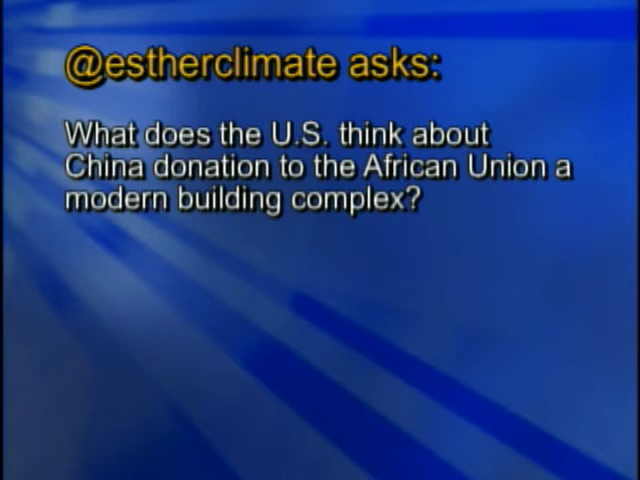 @estherclimate asks:
What does the U.S. think about
China donation to the African Union a
modern building complex?